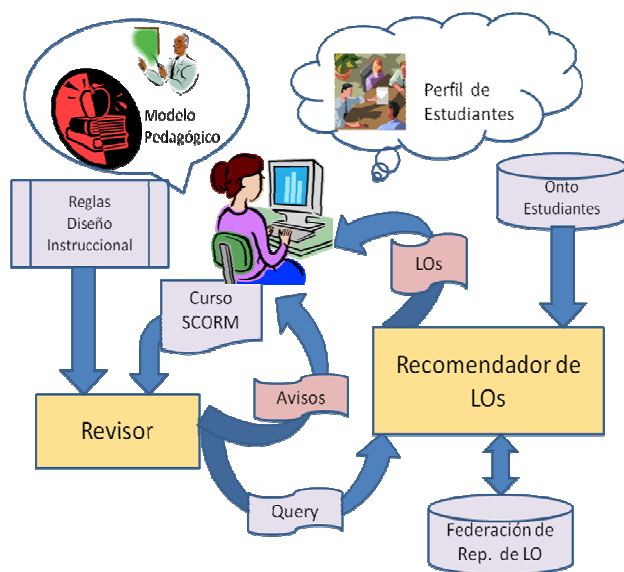 Modelo
Pedagógico
Perfil de
Estudiantes
Reglas
Diseño
Instruccional
Onto
Estudiantes
LOs
Curso
SCORM
Recomendador de
LOs
Avisos
Revisor
Query
Federación de
Rep. de LO